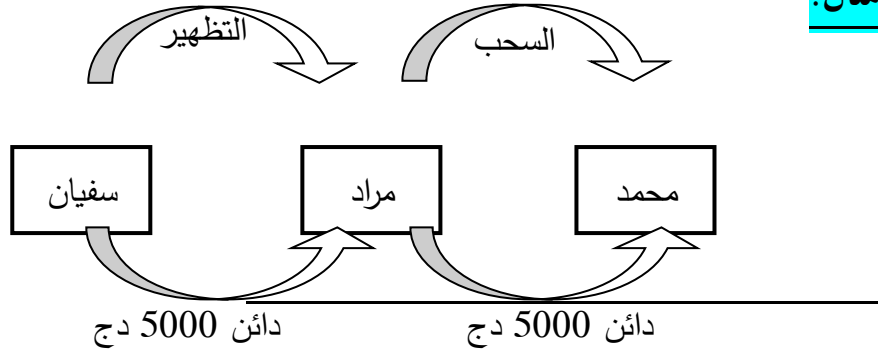 السحب التظهير
محمد مراد سفيان
دائن 5000 دج دائن 5000 دج